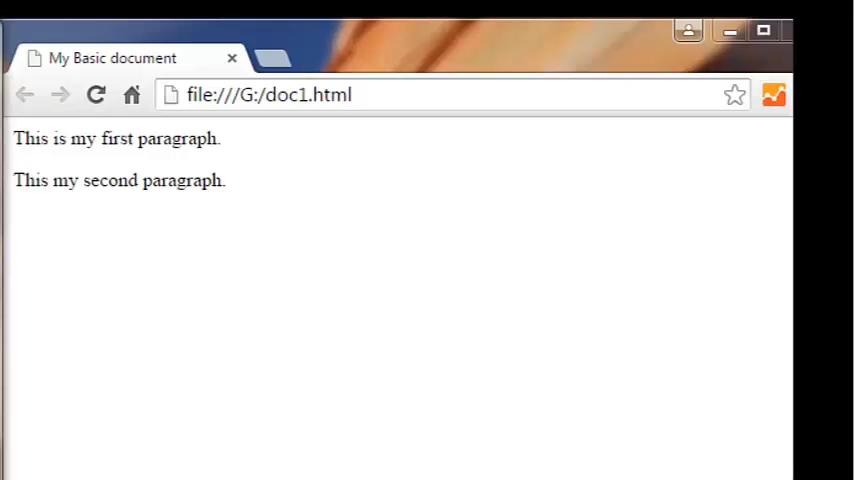 My Basic document
file:///G:/doc1.html
This is my first paragraph.
This my second paragraph.